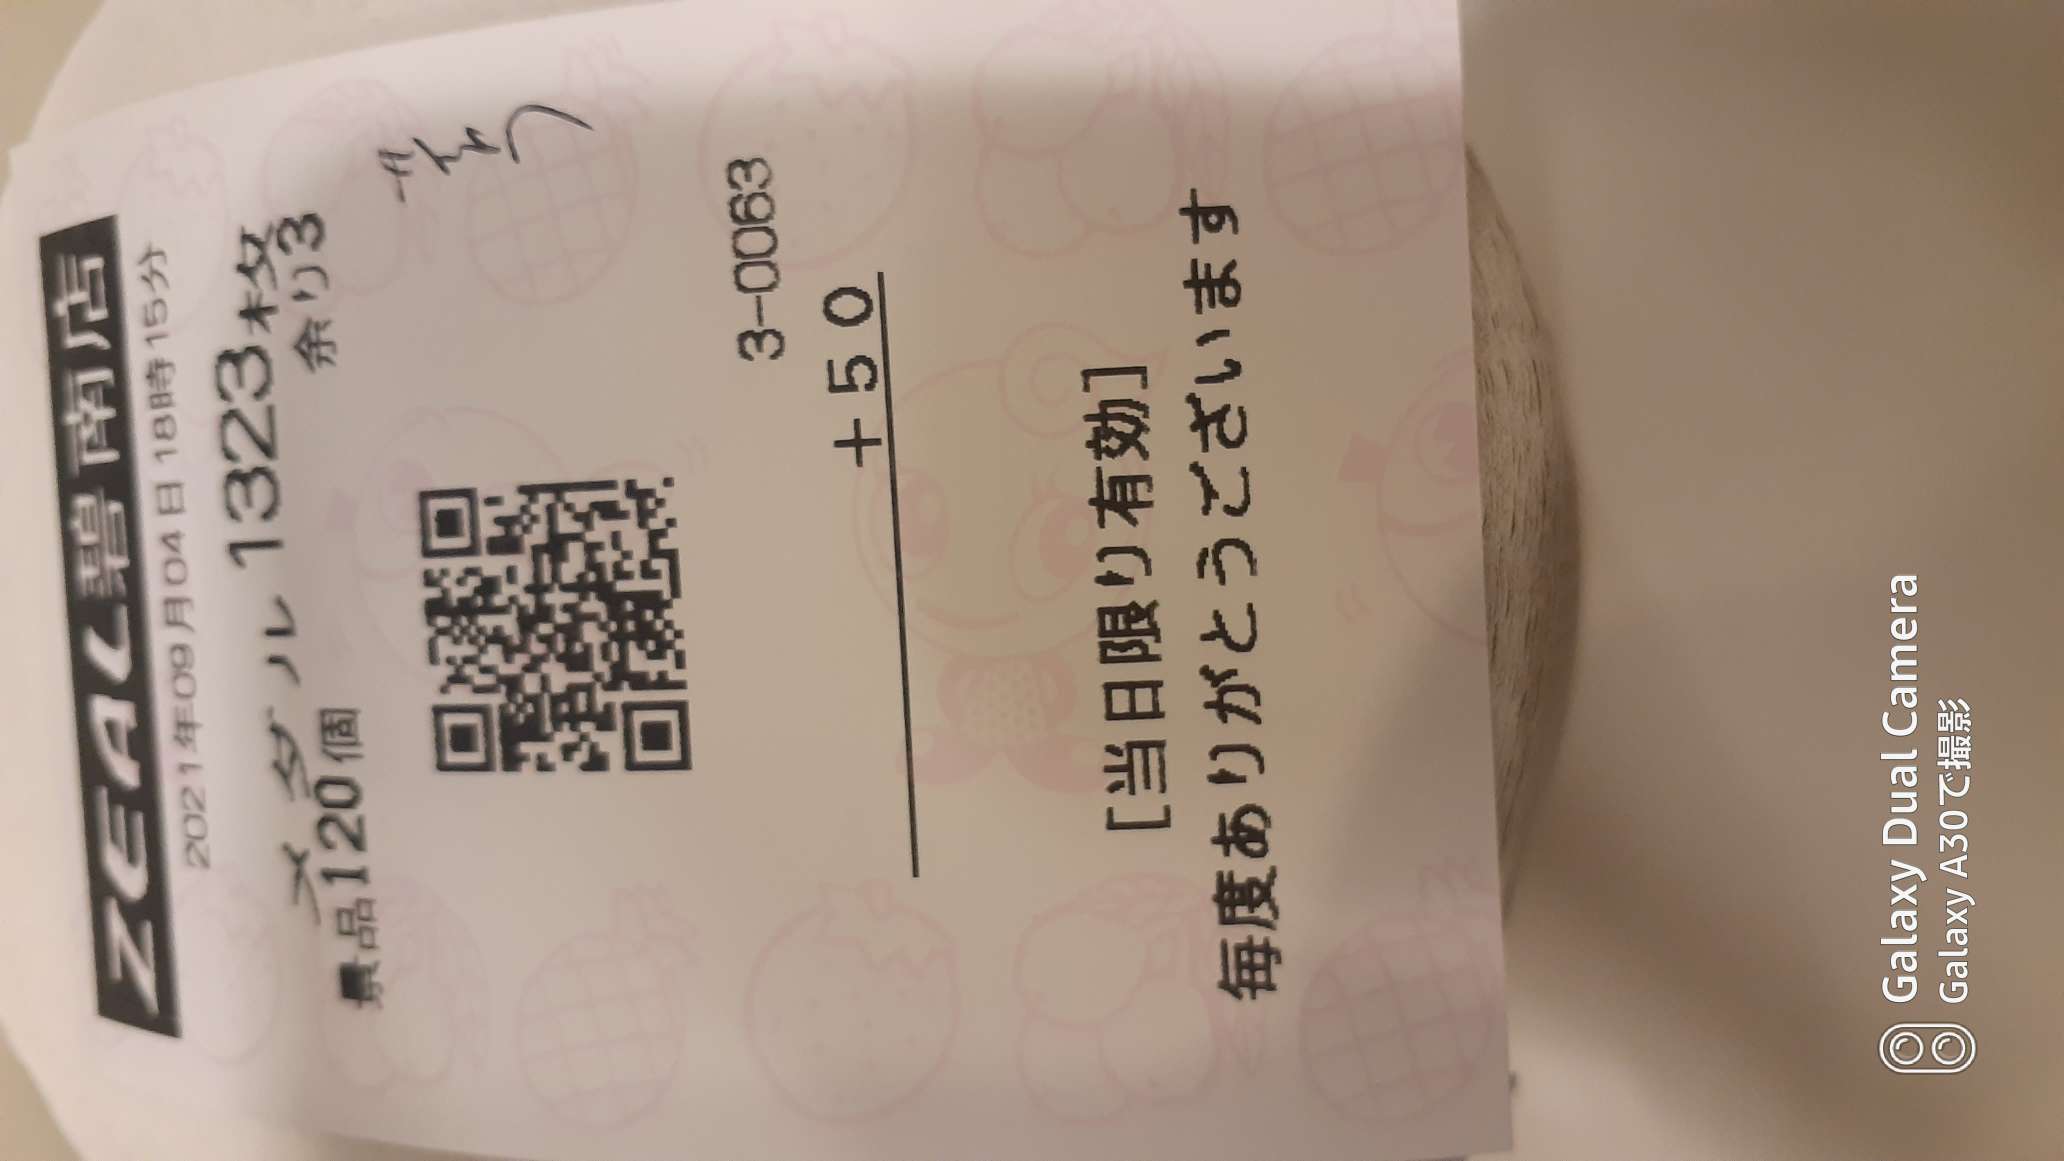 ZEAL碧南店
2021年09月04日18時15分
メダル 1323枚
景品120個 余り3
3-0063
+50
[当日限り有効]
毎度ありがとうございます
Galaxy Dual Camera
Galaxy A30で撮影